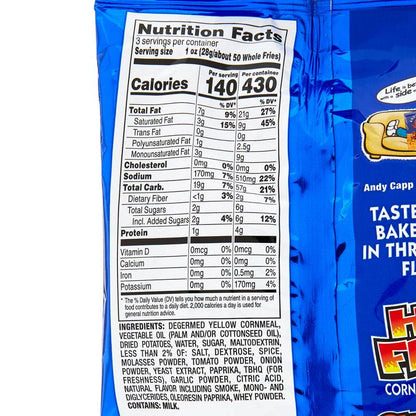 Nutrition Facts
3 servings per container
Serving size 1 oz (28g/about 50 Whole Fries)
Per serving Per container
Calories 140 430
% DV* % DV*
Total Fat 7g 9% 21g 27%
Saturated Fat 3g 15% 9g 45%
Trans Fat 0g 0g
Polyunsaturated Fat 1g 2.5g
Monounsaturated Fat 3g 9g
Cholesterol 0mg 0% 0mg 0%
Sodium 170mg 7% 510mg 22%
Total Carb. 19g 7% 57g 21%
Dietary Fiber <1g 3% 2g 7%
Total Sugars 2g 6g
Incl. Added Sugars 2g 4% 6g 12%
Protein 1g 4g
Vitamin D 0mcg 0% 0mcg 0%
Calcium 0mg 0% 0mg 0%
Iron 0mg 0% 0.5mg 2%
Potassium 0mg 0% 170mg 4%
* The % Daily Value (DV) tells you how much a nutrient in a serving of
food contributes to a daily diet. 2,000 calories a day is used for
general nutrition advice.
INGREDIENTS: DEGERMED YELLOW CORNMEAL,
VEGETABLE OIL (PALM AND/OR COTTONSEED OIL),
DRIED POTATOES, WATER, SUGAR, MALTODEXTRIN,
LESS THAN 2% OF: SALT, DEXTROSE, SPICE,
MOLASSES POWDER, TOMATO POWDER, ONION
POWDER, YEAST EXTRACT, PAPRIKA, TBHQ (FOR
FRESHNESS), GARLIC POWDER, CITRIC ACID,
NATURAL FLAVOR INCLUDING SMOKE, MONO- AND
DIGLYCERIDES, OLEORESIN PAPRIKA, WHEY POWDER.
CONTAINS: MILK.
Life is be
with a
side
Andy Capp
TASTE
BAKE
IN THR
FL
H
F
CORN